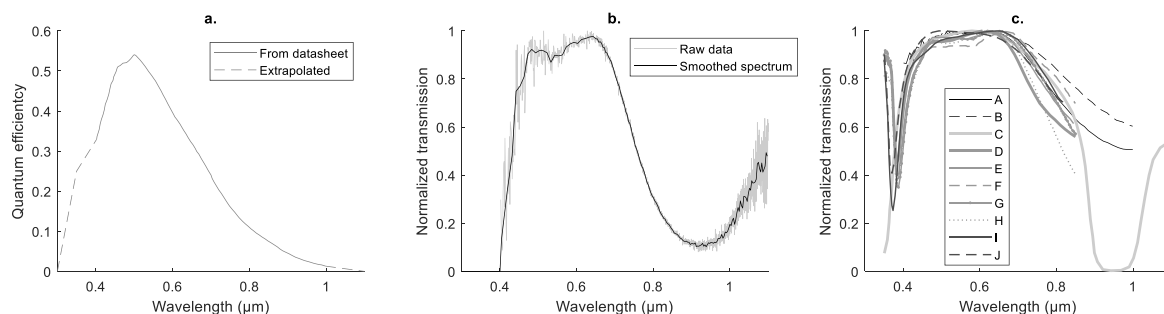 a.
0.6
0.5
0.4
0.3
0.2
0.1
0
Quantum efficientcy
From datasheet
Extrapolated
0.4 0.6 0.8 1
Wavelength (μm)
b.
1
0.8
0.6
0.4
0.2
0
Normalized transmission
Raw data
Smoothed spectrum
0.4 0.6 0.8 1
Wavelength (μm)
c.
1
0.8
0.6
0.4
0.2
0
Normalized transmission
A
B
C
D
E
F
G
H
I
J
0.4 0.6 0.8 1
Wavelength (μm)